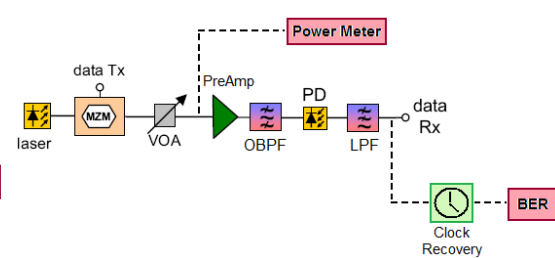 Power Meter
data Tx
PreAmp
MZM
PD
data
Rx
laser
VOA
OBPF
LPF
BER
Clock
Recovery